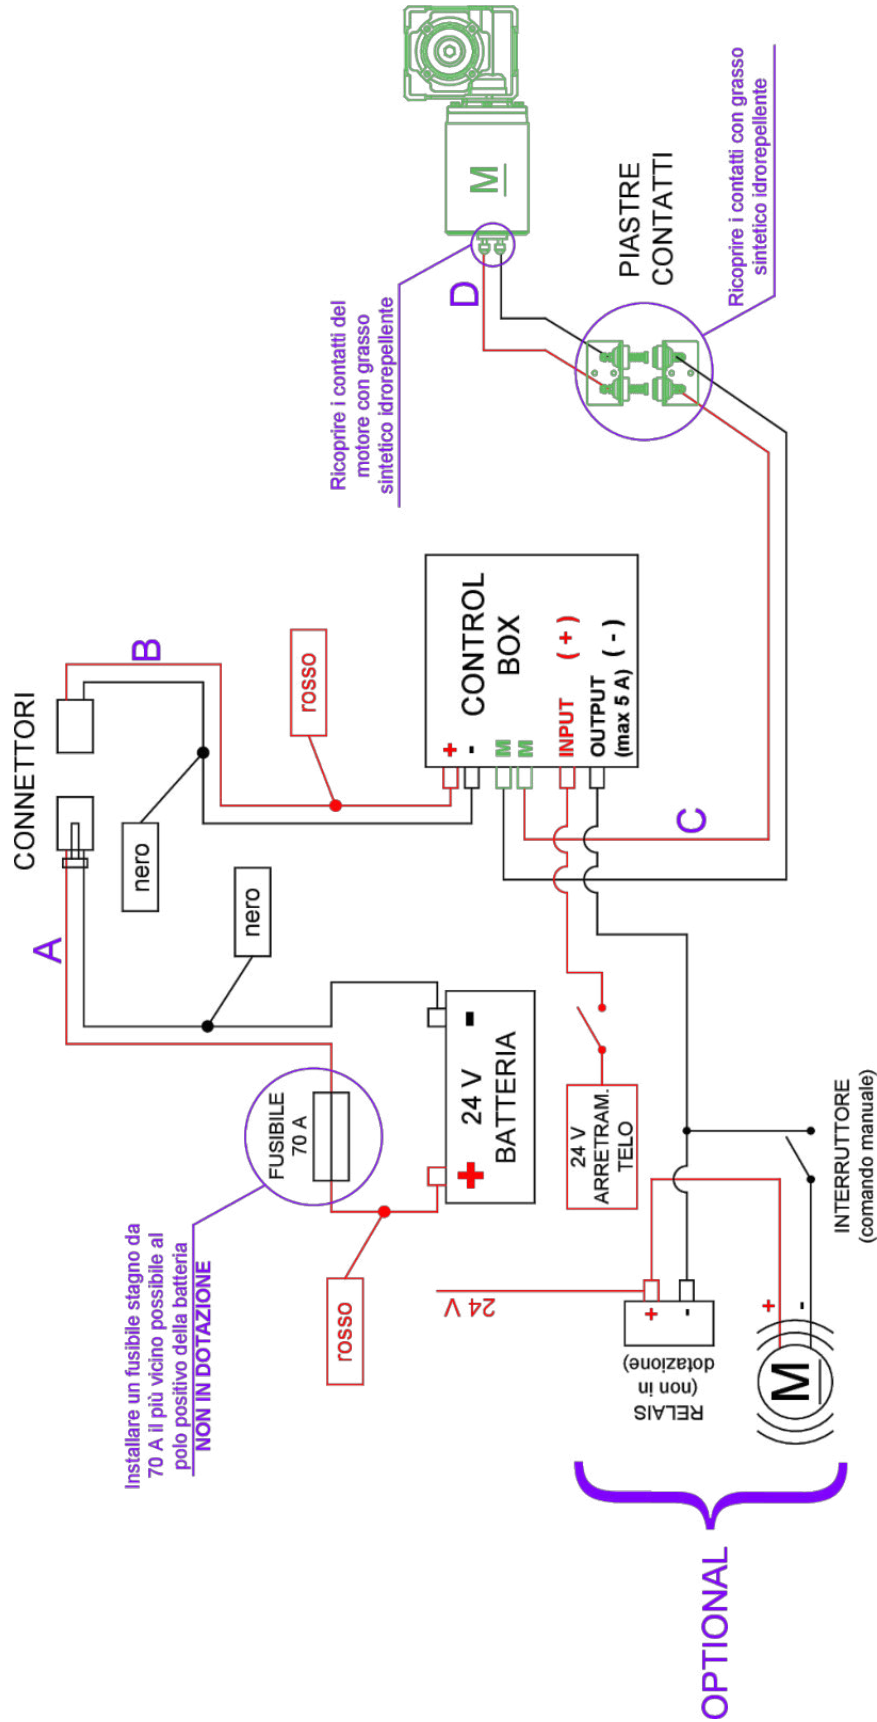 Installare un fusibile stagno da
70 A il più vicino possibile al
polo positivo della batteria
NON IN DOTAZIONE
FUSIBILE
70 A
rosso
+
-
24 V
BATTERIA
A
nero
nero
CONNETTORI
B
rosso
+
-
M
M
CONTROL
BOX
INPUT
(+)
OUTPUT
(-)
(max 5 A)
C
Ricoprire i contatti del
motore con grasso
sintetico idrorepellente
D
M
PIASTRE
CONTATTI
Ricoprire i contatti con grasso
sintetico idrorepellente
24 V
ARRETRAM.
TELO
24 V
+
-
RELAIS
(non in
dotazione)
+
-
M
INTERRUTTORE
(comando manuale)
OPTIONAL